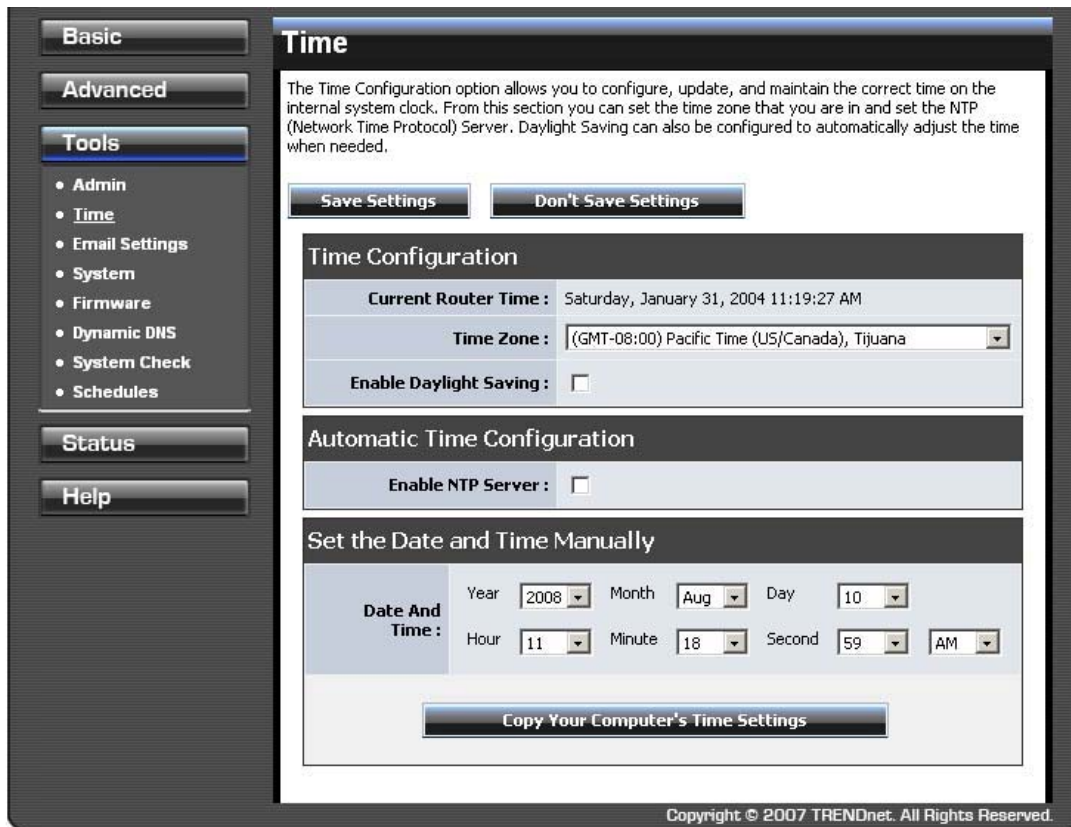 Basic
Advanced
Tools
• Admin
• Time
• Email Settings
• System
• Firmware
• Dynamic DNS
• System Check
• Schedules
Status
Help
Time
The Time Configuration option allows you to configure, update, and maintain the correct time on the
internal system clock. From this section you can set the time zone that you are in and set the NTP
(Network Time Protocol) Server. Daylight Saving can also be configured to automatically adjust the time
when needed.
Save Settings Don't Save Settings
Time Configuration
Current Router Time : Saturday, January 31, 2004 11:19:27 AM
Time Zone : (GMT-08:00) Pacific Time (US/Canada), Tijuana
Enable Daylight Saving :
Automatic Time Configuration
Enable NTP Server :
Set the Date and Time Manually
Date And
Time :
Year 2008 Month Aug Day 10
Hour 11 Minute 18 Second 59 AM
Copy Your Computer's Time Settings
Copyright © 2007 TRENDnet. All Rights Reserved.